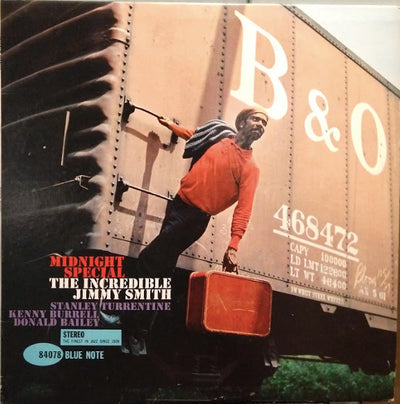 B & O
468472
CAPY 100000
LD LMT 122800
LT WT 46400
MIDNIGHT
SPECIAL
THE INCREDIBLE
JIMMY SMITH
STANLEY TURRENTINE
KENNY BURRELL
DONALD BAILEY
STEREO
THE FINEST IN JAZZ SINCE 1939
84078 BLUE NOTE